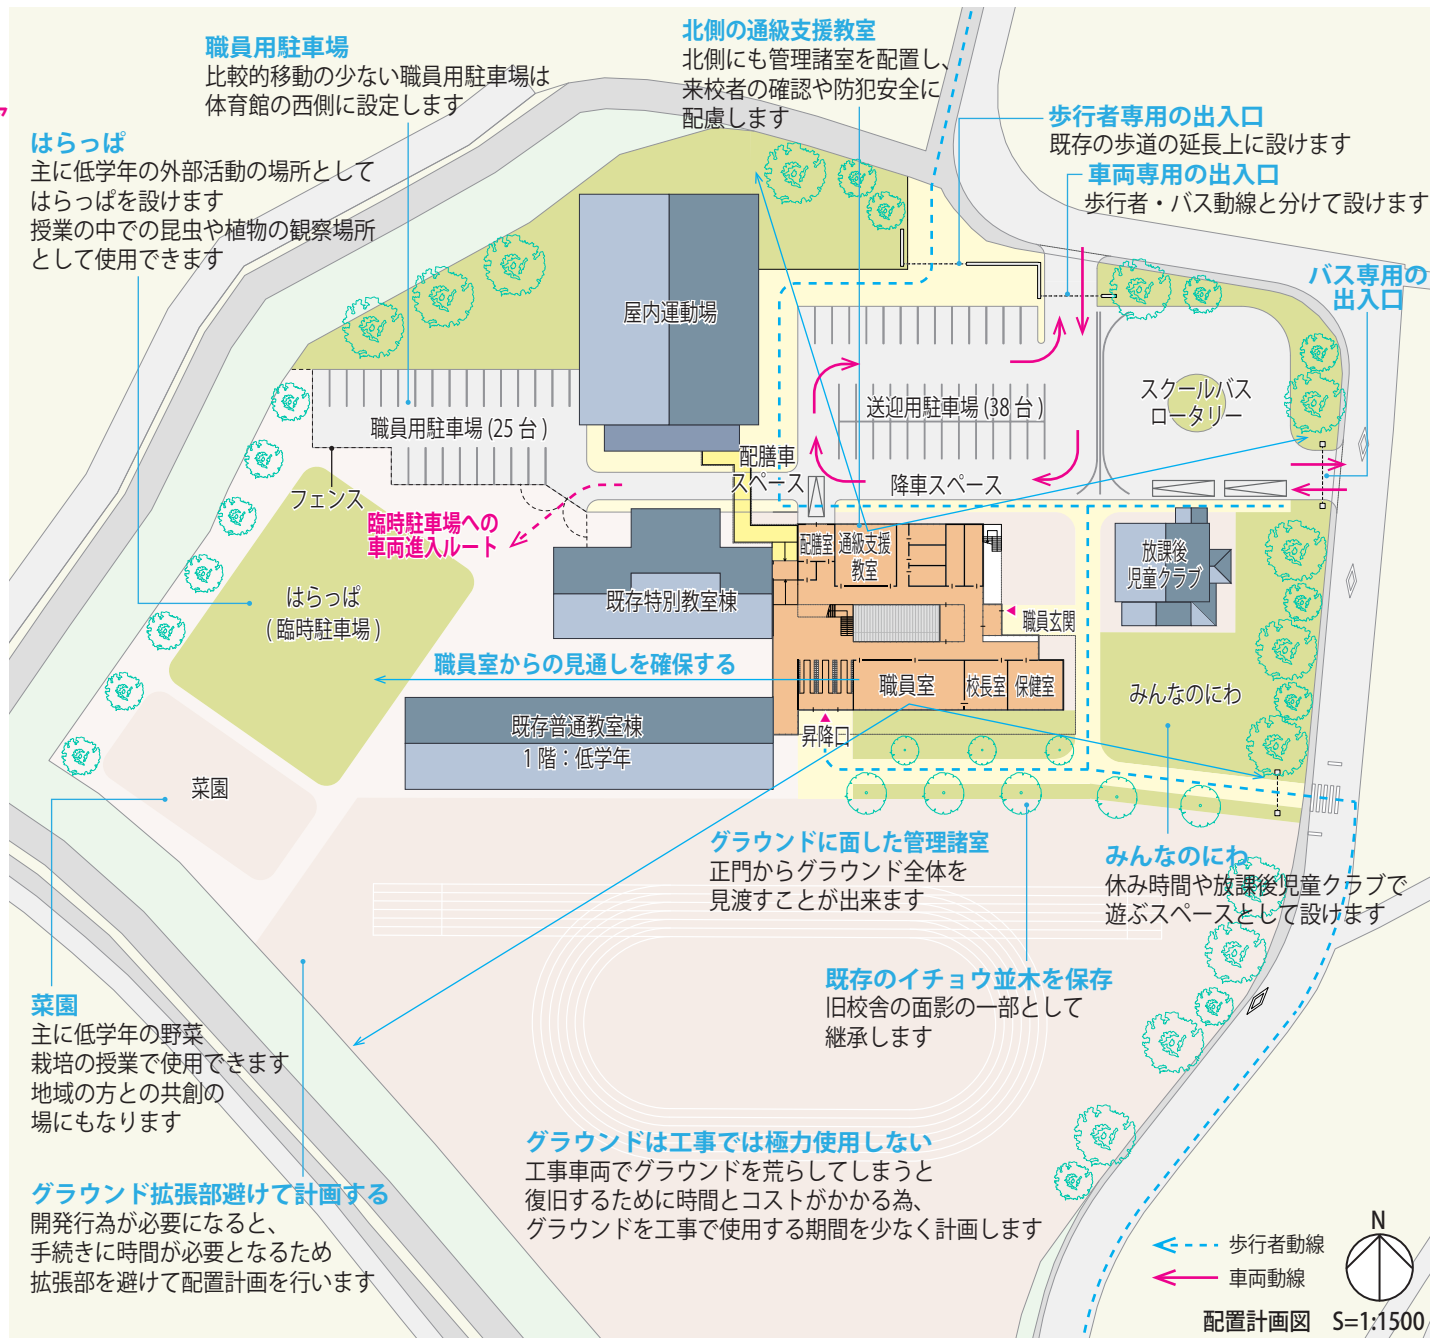 職員用駐車場
比較的移動の少ない職員用駐車場は
体育館の西側に設定します
北側の通級支援教室
北側にも管理諸室を配置し、
来校者の確認や防犯安全に
配慮します
歩行者専用の出入口
既存の歩道の延長上に設けます
車両専用の出入口
歩行者・バス動線と分けて設けます
バス専用の
出入口
はらっぱ
主に低学年の外部活動の場所として
はらっぱを設けます
授業の中での昆虫や植物の観察場所
として使用できます
屋内運動場
スクールバス
ロータリー
送迎用駐車場(38台)
職員用駐車場(25台)
配膳車
スペース
降車スペース
フェンス
臨時駐車場への
車両進入ルート
配膳室
通級支援
教室
放課後
児童クラブ
はらっぱ
(臨時駐車場)
既存特別教室棟
職員玄関
職員室からの見通しを確保する
職員室
校長室
保健室
みんなのにわ
既存普通教室棟
1階：低学年
昇降口
菜園
グラウンドに面した管理諸室
正門からグラウンド全体を
見渡すことが出来ます
みんなのにわ
休み時間や放課後児童クラブで
遊ぶスペースとして設けます
既存のイチョウ並木を保存
旧校舎の面影の一部として
継承します
菜園
主に低学年の野菜
栽培の授業で使用できます
地域の方との共創の
場にもなります
グラウンドは工事では極力使用しない
工事車両でグラウンドを荒らしてしまうと
復旧するために時間とコストがかかる為、
グラウンドを工事で使用する期間を少なく計画します
グラウンド拡張部避けて計画する
開発行為が必要になると、
手続きに時間が必要となるため
拡張部を避けて配置計画を行います
N
歩行者動線
車両動線
配置計画図 S=1:1500